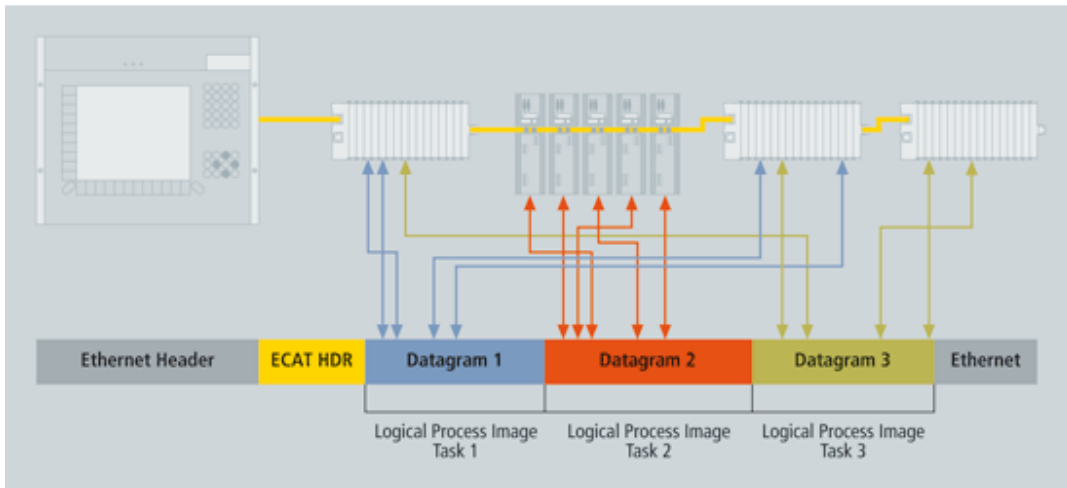 Ethernet Header ECAT HDR Datagram 1 Datagram 2 Datagram 3 Ethernet
Logical Process Image Logical Process Image Logical Process Image
Task 1 Task 2 Task 3